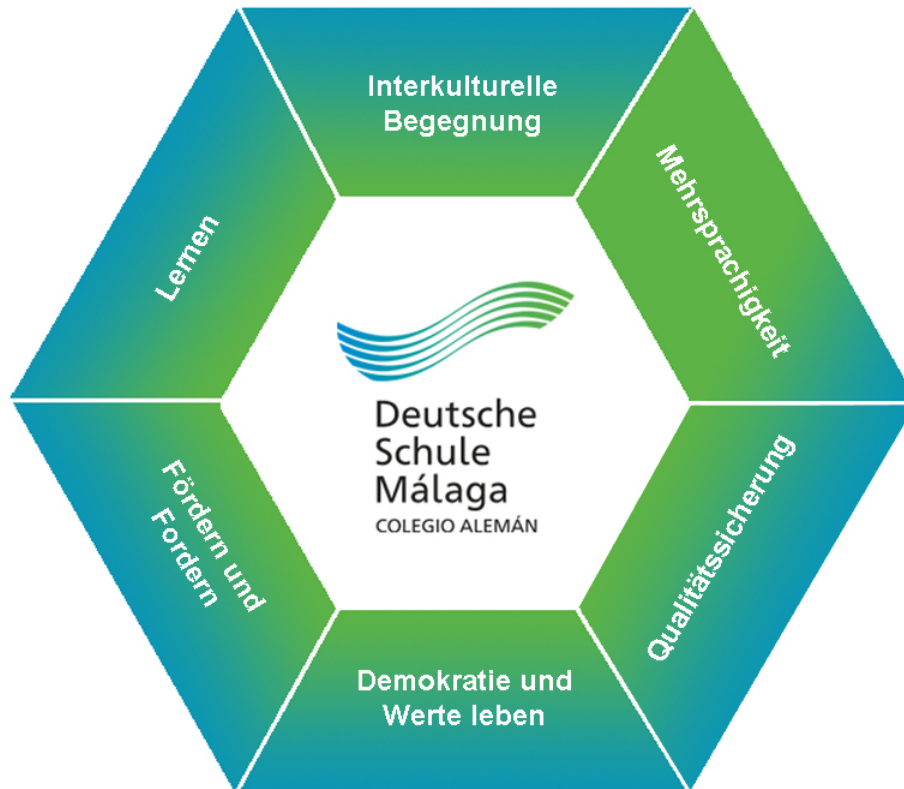 Interkulturelle
Begegnung
Mehrsprachigkeit
Lernen
Deutsche
Schule
Málaga
COLEGIO ALEMÁN
Fördern und
Fordern
Qualitätssicherung
Demokratie und
Werte leben